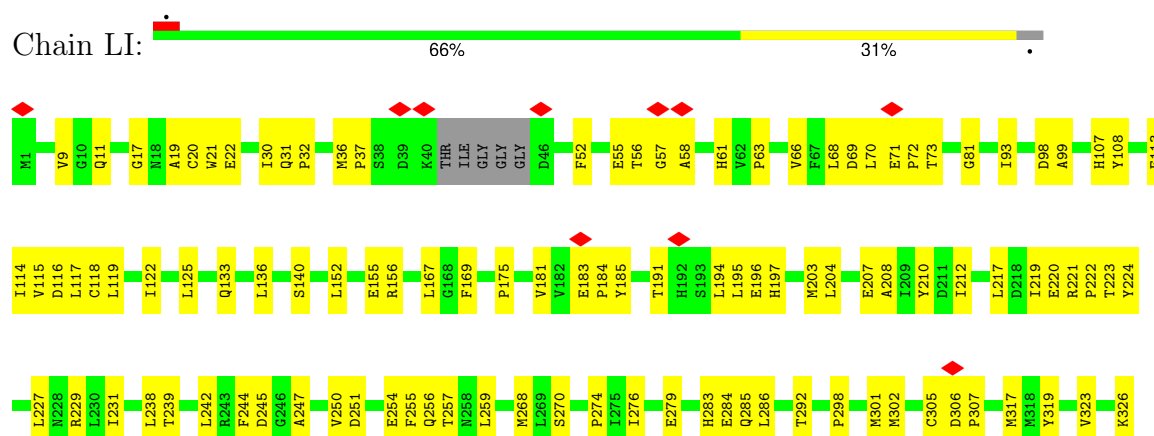 Chain LI:
66% 31%
M1 V9 G10 Q11 G17 N18 A19 C20 W21 E22 I30 Q31 P32 M36 P37 S38 D39 K40 THR ILE GLY GLY GLY D46 F52 E55 T56 G57 A58 H61 V62 P63 V66 F67 L68 D69 L70 E71 P72 T73 G81 I93 D98 A99 H107 Y108
I114 V115 D116 L117 C118 L119 I122 L125 Q133 L136 S140 L152 E155 R156 L167 G168 F169 P175 V181 V182 E183 P184 Y185 T191 H192 S193 L194 L195 E196 H197 M203 L204 E207 A208 I209 Y210 D211 I212 L217 D218 I219 E220 R221 P222 T223 Y224
L227 N228 R229 L230 I231 L238 T239 L242 R243 F244 D245 G246 A247 V250 D251 E254 F255 Q256 T257 N258 L259 M268 L269 S270 P274 I275 I276 E279 H283 E284 Q285 L286 T292 P298 M301 M302 C305 D306 P307 M317 M318 Y319 V323 K326